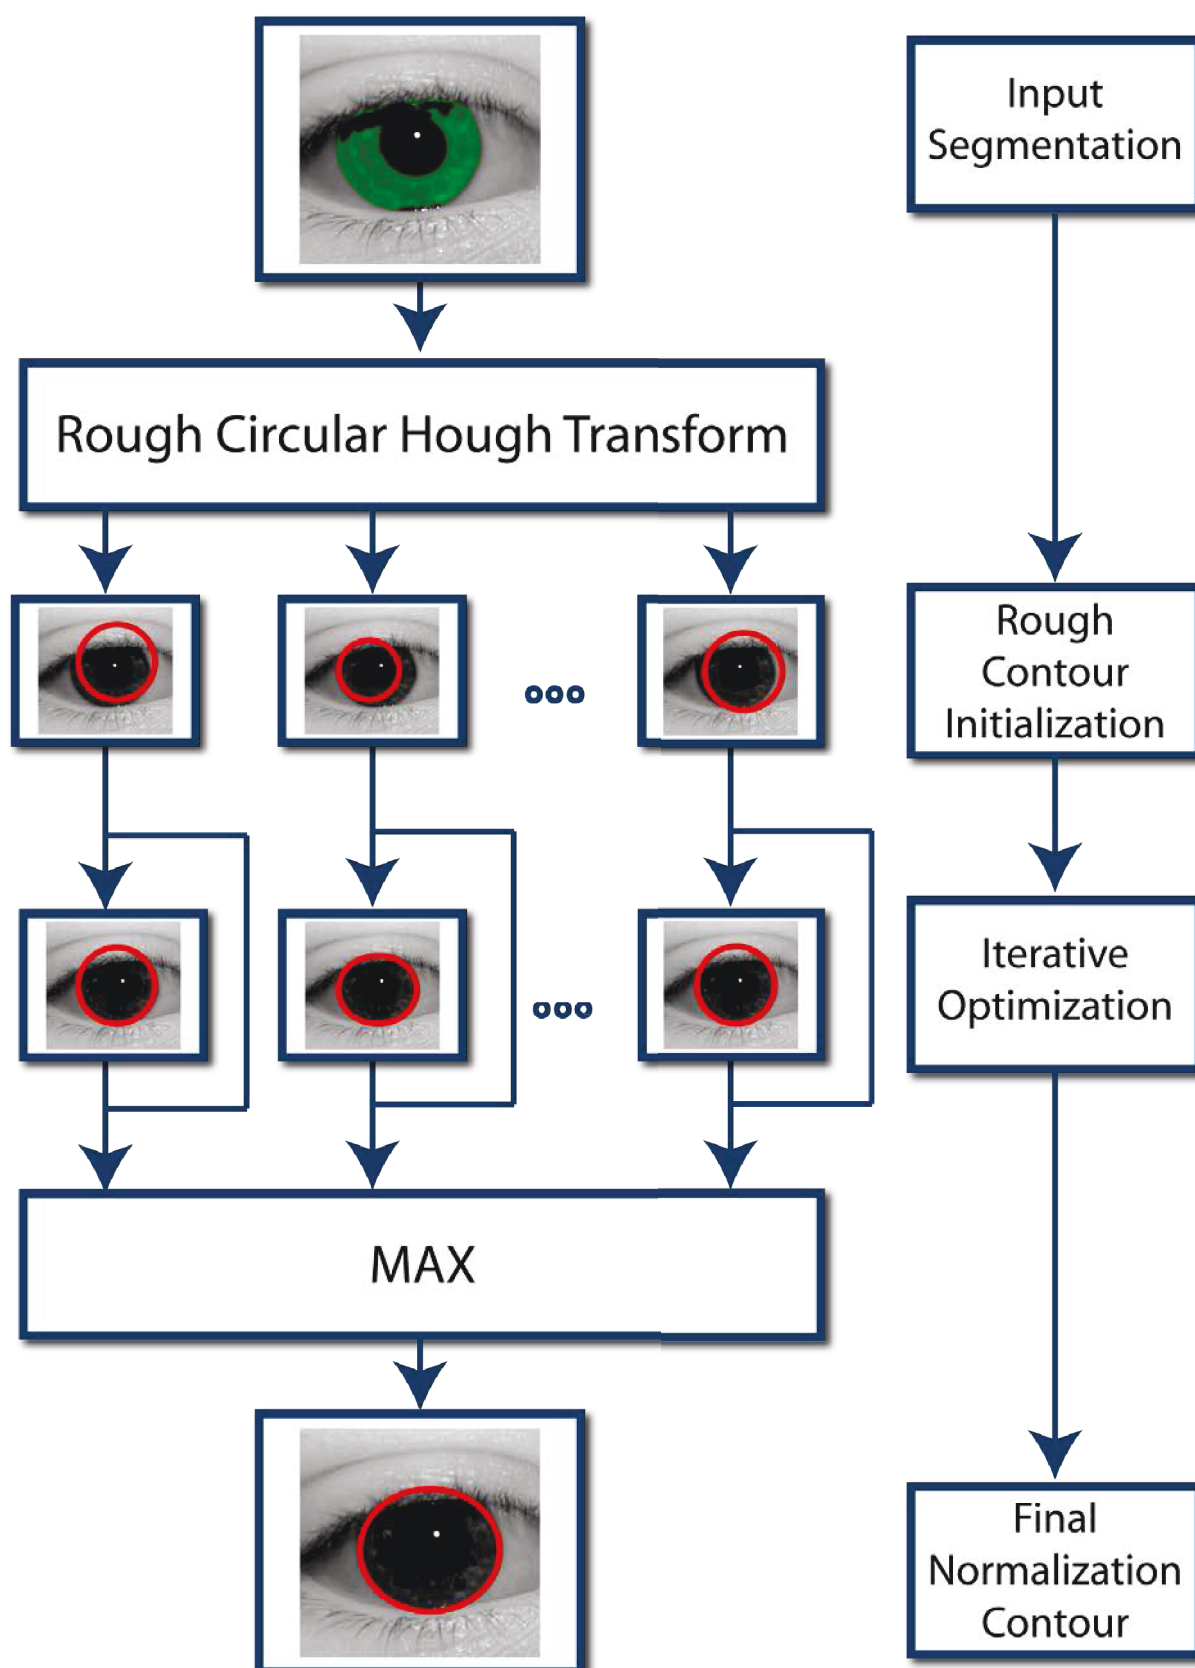 Input
Segmentation
Rough Circular Hough Transform
Rough
Contour
Initialization
Iterative
Optimization
MAX
Final
Normalization
Contour